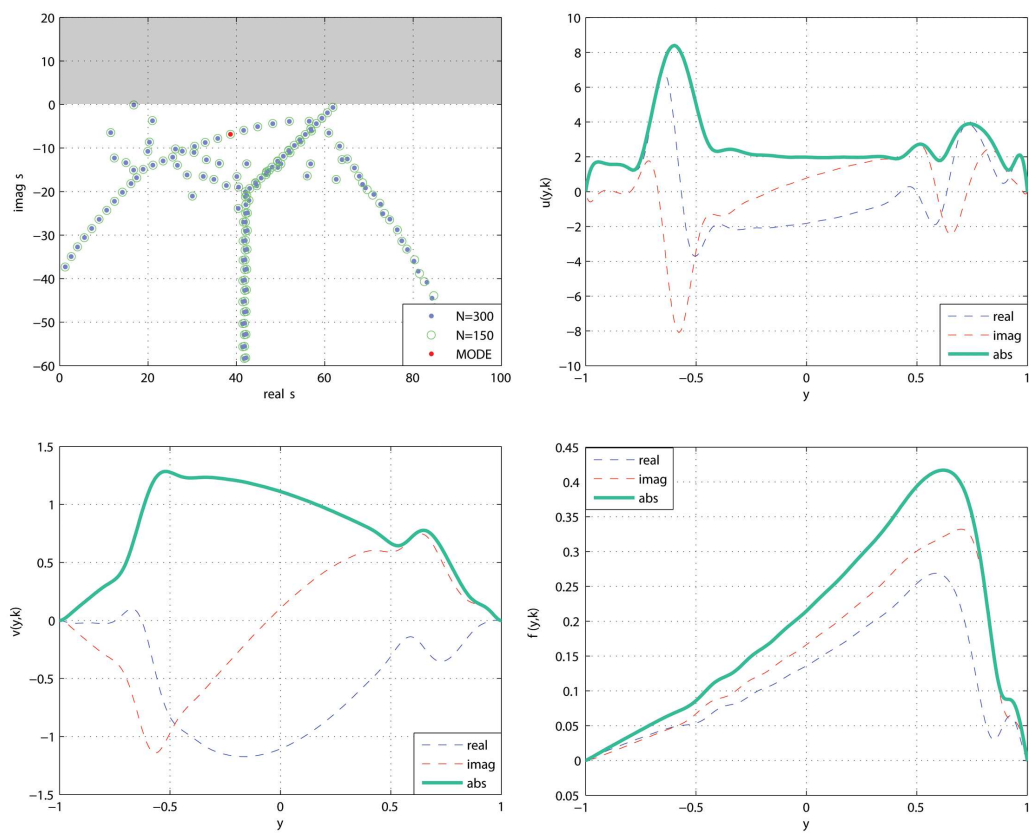 20
10
0
−10
−20
−30
−40
−50
−60
imag s
0
20
40
60
80
100
real s
N=300
N=150
MODE
10
8
6
4
2
0
−2
−4
−6
−8
−10
u(y,k)
−1
−0.5
0
0.5
1
y
real
imag
abs
1.5
1
0.5
0
−0.5
−1
−1.5
v(y,k)
−1
−0.5
0
0.5
1
y
real
imag
abs
0.45
0.4
0.35
0.3
0.25
0.2
0.15
0.1
0.05
0
0.05
f (y,k)
−1
−0.5
0
0.5
1
y
real
imag
abs